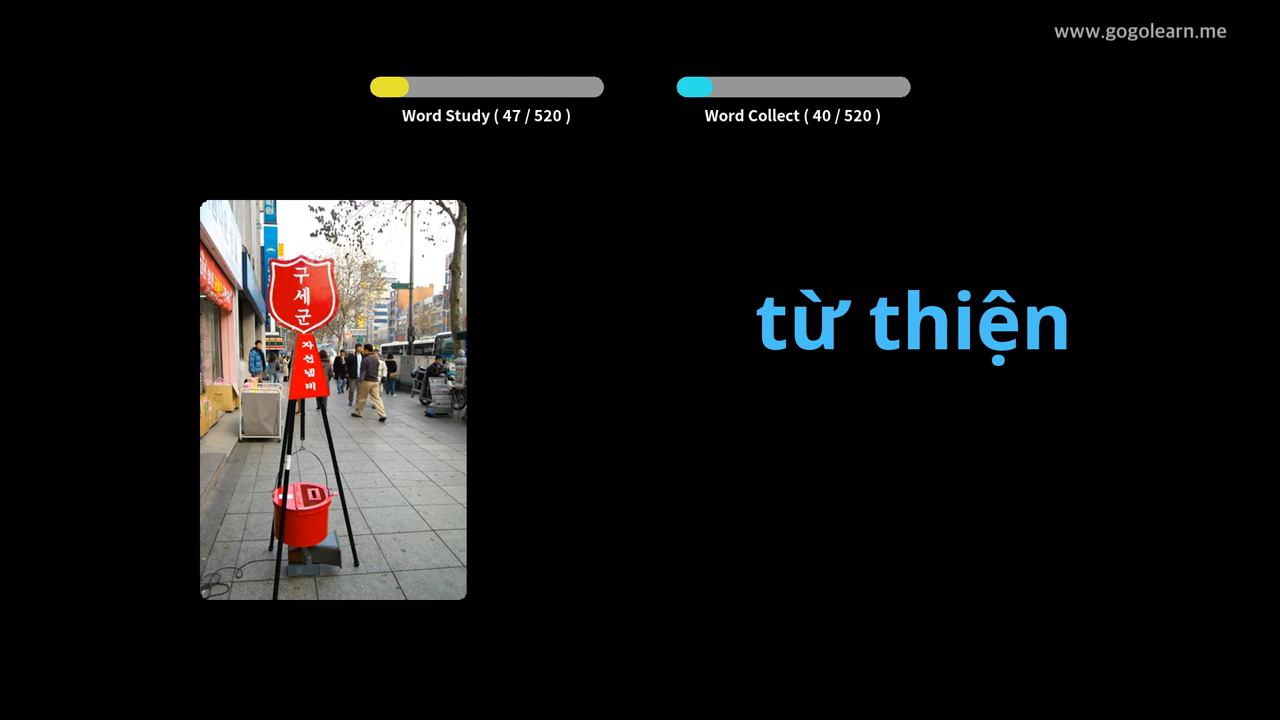 www.gogolearn.me
Word Study ( 47 / 520 )
Word Collect ( 40 / 520 )
구
세
군
자
선
냄
비
từ thiện